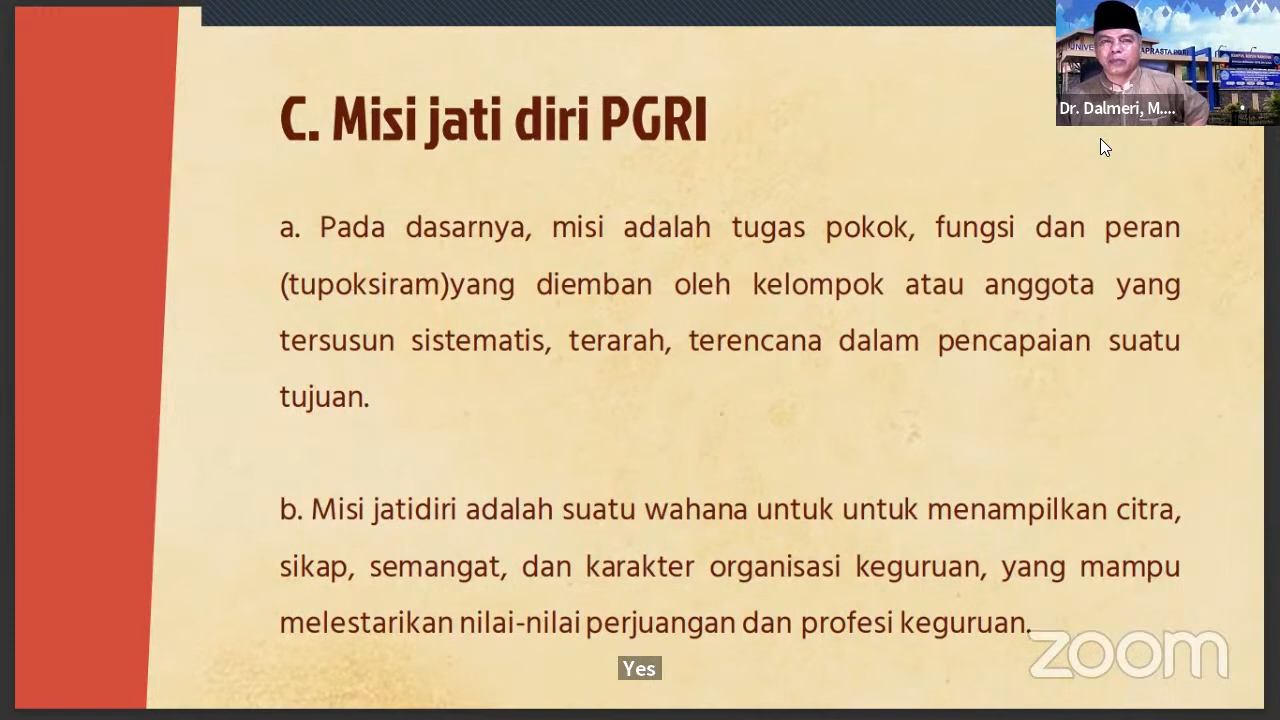 C. Misi jati diri PGRI
Dr. Dalmeri, M....
a. Pada dasarnya, misi adalah tugas pokok, fungsi dan peran
(tupoksiram)yang diemban oleh kelompok atau anggota yang
tersusun sistematis, terarah, terencana dalam pencapaian suatu
tujuan.
b. Misi jatidiri adalah suatu wahana untuk untuk menampilkan citra,
sikap, semangat, dan karakter organisasi keguruan, yang mampu
melestarikan nilai-nilai perjuangan dan profesi keguruan.
zoom
Yes